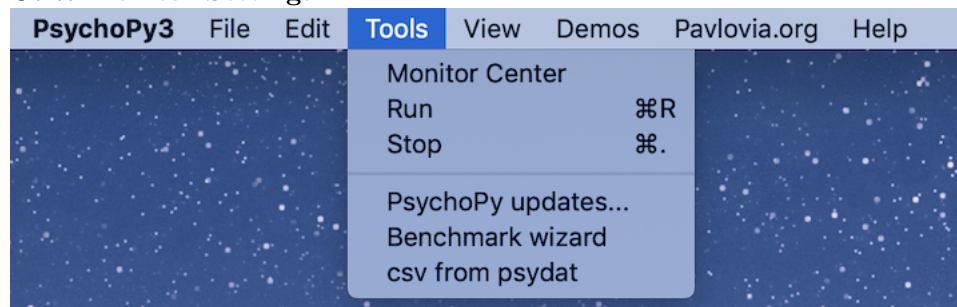 PsychoPy3 File Edit Tools View Demos Pavlovia.org Help
Monitor Center
Run ⌘R
Stop ⌘.
PsychoPy updates...
Benchmark wizard
csv from psydat